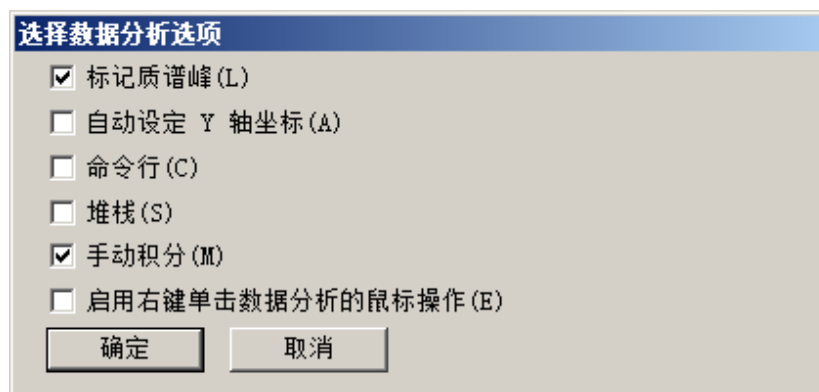 选择数据分析选项
标记质谱峰(L)
自动设定 Y 轴坐标(A)
命令行(C)
堆栈(S)
手动积分(M)
启用右键单击数据分析的鼠标操作(E)
确定 取消